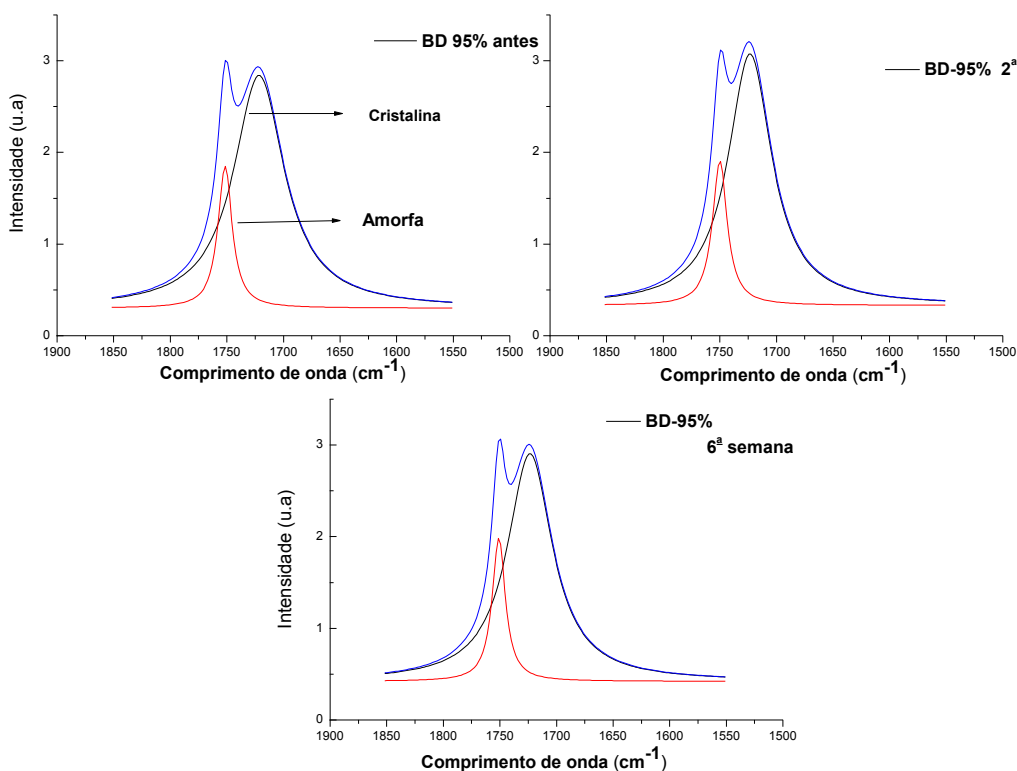 BD 95% antes
Cristalina
Amorfa
Intensidade (u.a)
3
2
1
0
1900 1850 1800 1750 1700 1650 1600 1550 1500
Comprimento de onda (cm-1)
BD-95% 2ª
3
2
1
0
1900 1850 1800 1750 1700 1650 1600 1550 1500
Comprimento de onda (cm-1)
BD-95%
6ª semana
Intensidade (u.a)
3
2
1
0
1900 1850 1800 1750 1700 1650 1600 1550 1500
Comprimento de onda (cm-1)